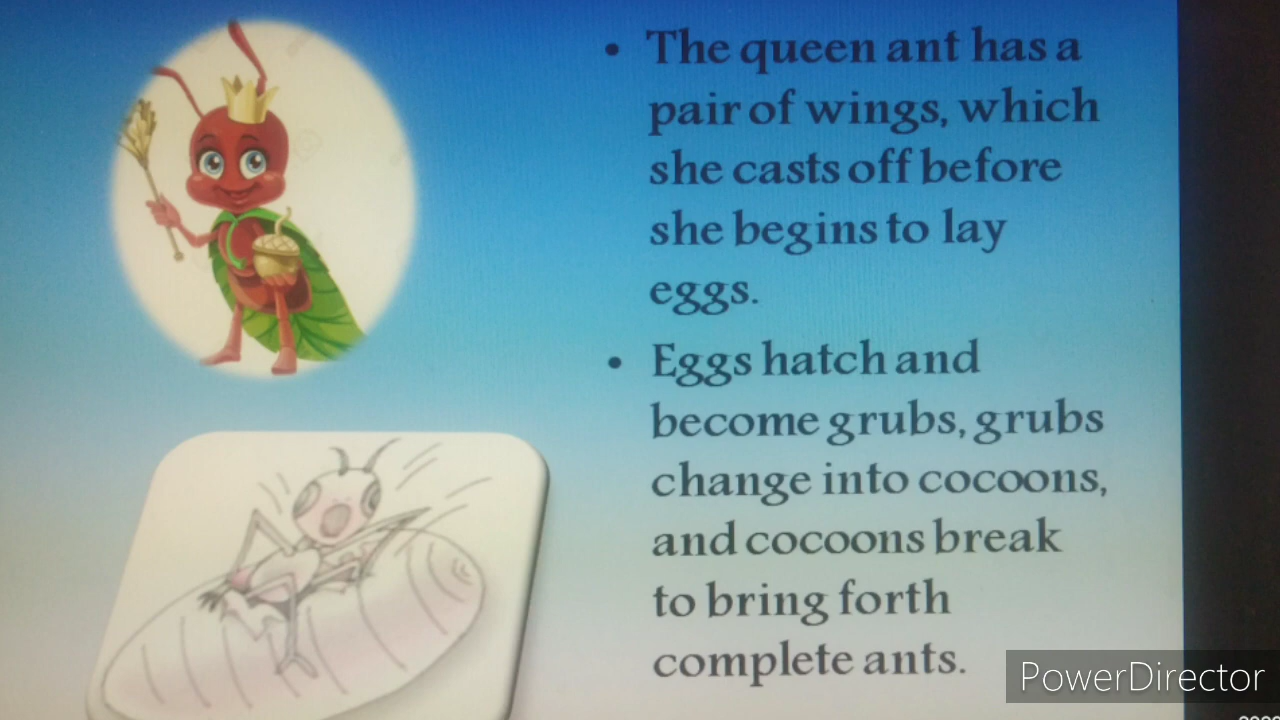 • The queen ant has a
pair of wings, which
she casts off before
she begins to lay
eggs.
• Eggs hatch and
become grubs, grubs
change into cocoons,
and cocoons break
to bring forth
complete ants.
PowerDirector